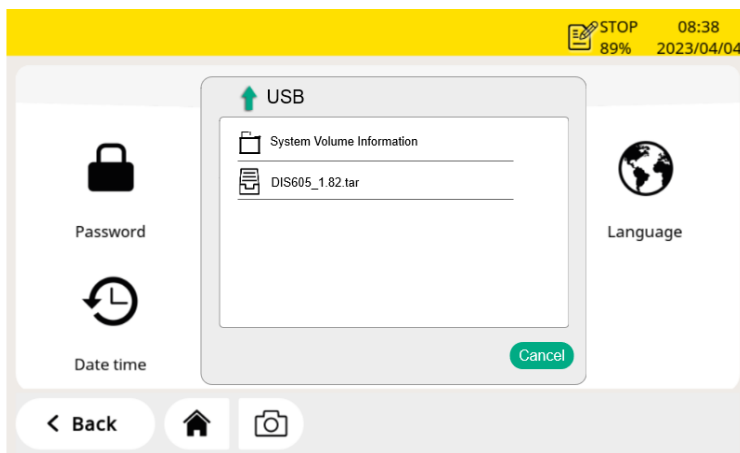 STOP 08:38
89% 2023/04/04
USB
System Volume Information
DIS605_1.82.tar
Password
Language
Date time
Cancel
Back